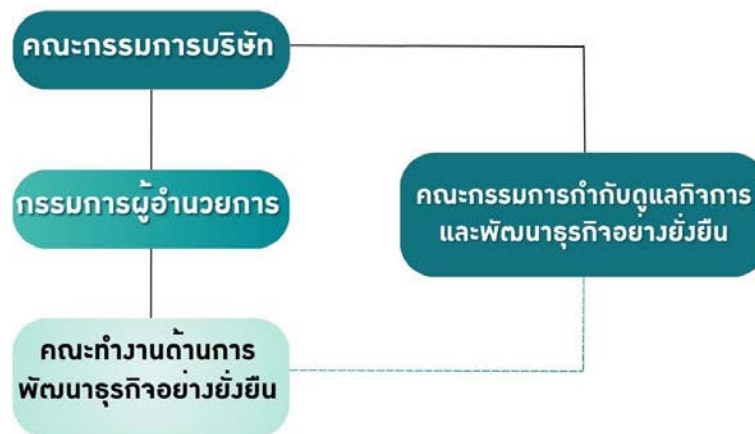 คณะกรรมการบริษัท
กรรมการผู้อำนวยการ
คณะกรรมการกำกับดูแลกิจการ
และพัฒนาธุรกิจอย่างยั่งยืน
คณะทำงานด้านการ
พัฒนาธุรกิจอย่างยั่งยืน